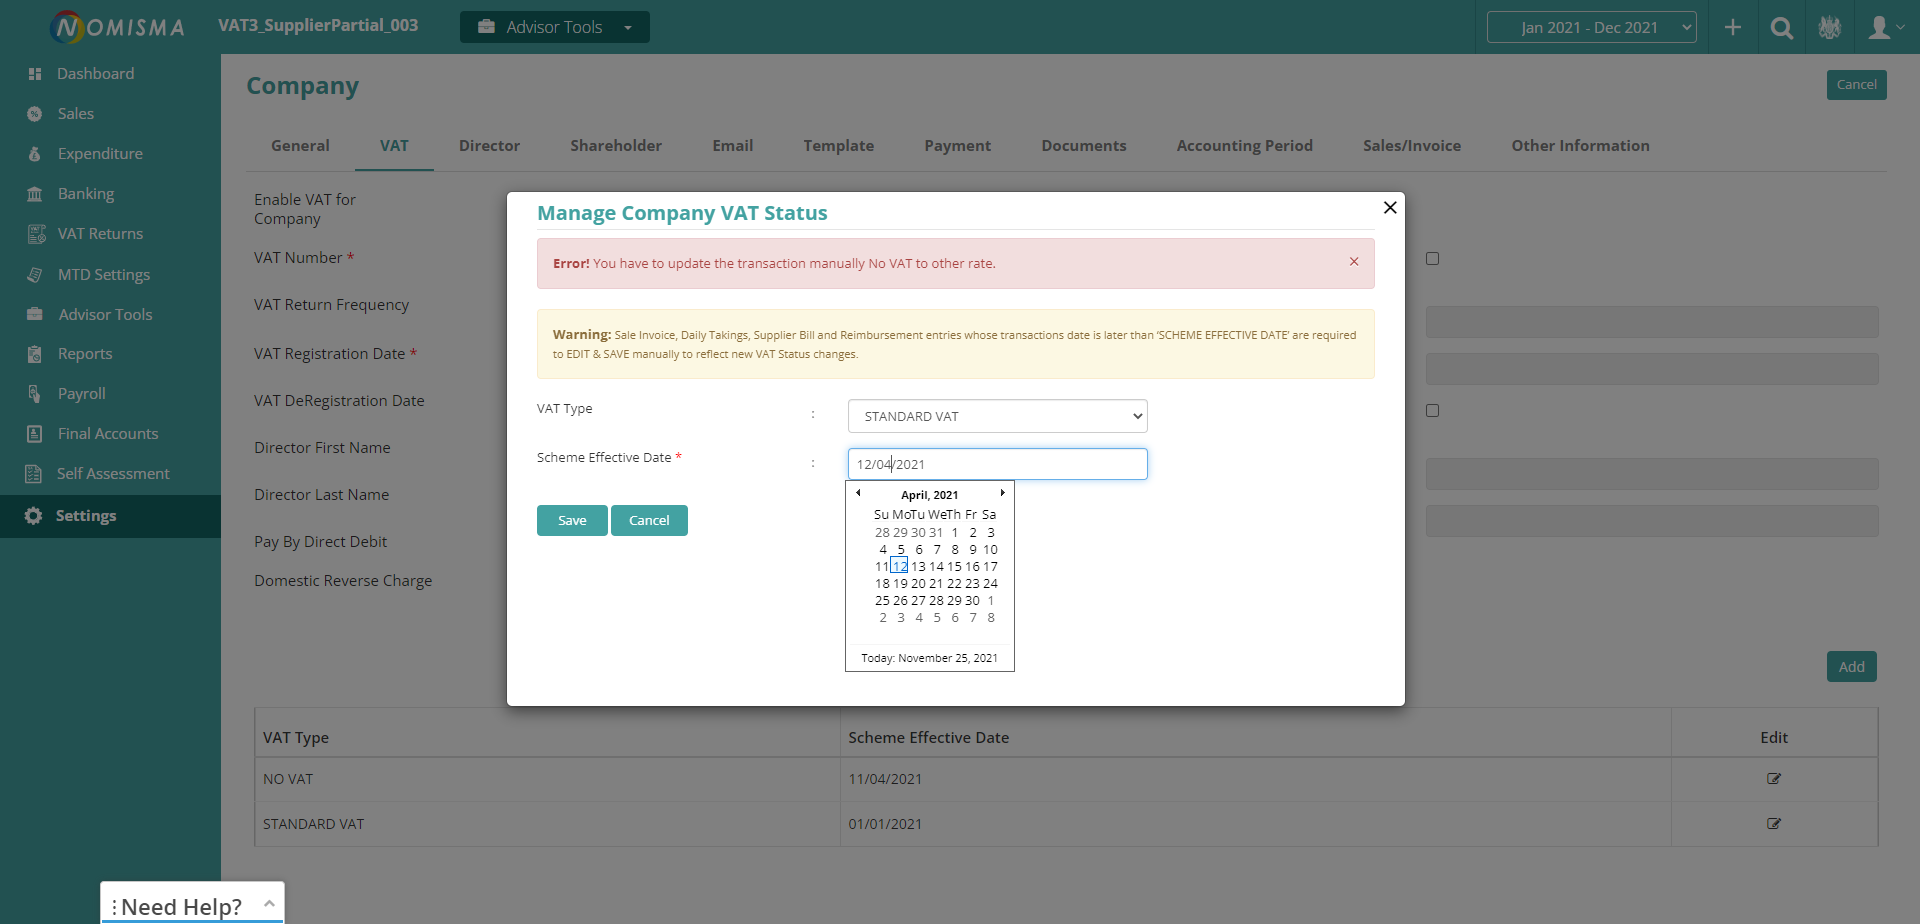 NOMISMA
VAT3_SupplierPartial_003
Advisor Tools
Jan 2021 - Dec 2021
Dashboard
Sales
Expenditure
Banking
VAT Returns
MTD Settings
Advisor Tools
Reports
Payroll
Final Accounts
Self Assessment
Settings
Company
Cancel
General VAT Director Shareholder Email Template Payment Documents Accounting Period Sales/Invoice Other Information
Enable VAT for
Company
VAT Number *
VAT Return Frequency
VAT Registration Date *
VAT DeRegistration Date
Director First Name
Director Last Name
Pay By Direct Debit
Domestic Reverse Charge
Manage Company VAT Status
Error! You have to update the transaction manually No VAT to other rate.
Warning: Sale Invoice, Daily Takings, Supplier Bill and Reimbursement entries whose transactions date is later than ‘SCHEME EFFECTIVE DATE’ are required
to EDIT & SAVE manually to reflect new VAT Status changes.
VAT Type : STANDARD VAT
Scheme Effective Date * : 12/04/2021
Save Cancel
April, 2021
Su Mo Tu We Th Fr Sa
28 29 30 31 1 2 3
4 5 6 7 8 9 10
11 12 13 14 15 16 17
18 19 20 21 22 23 24
25 26 27 28 29 30 1
2 3 4 5 6 7 8
Today: November 25, 2021
Add
VAT Type Scheme Effective Date Edit
NO VAT 11/04/2021
STANDARD VAT 01/01/2021
Need Help?